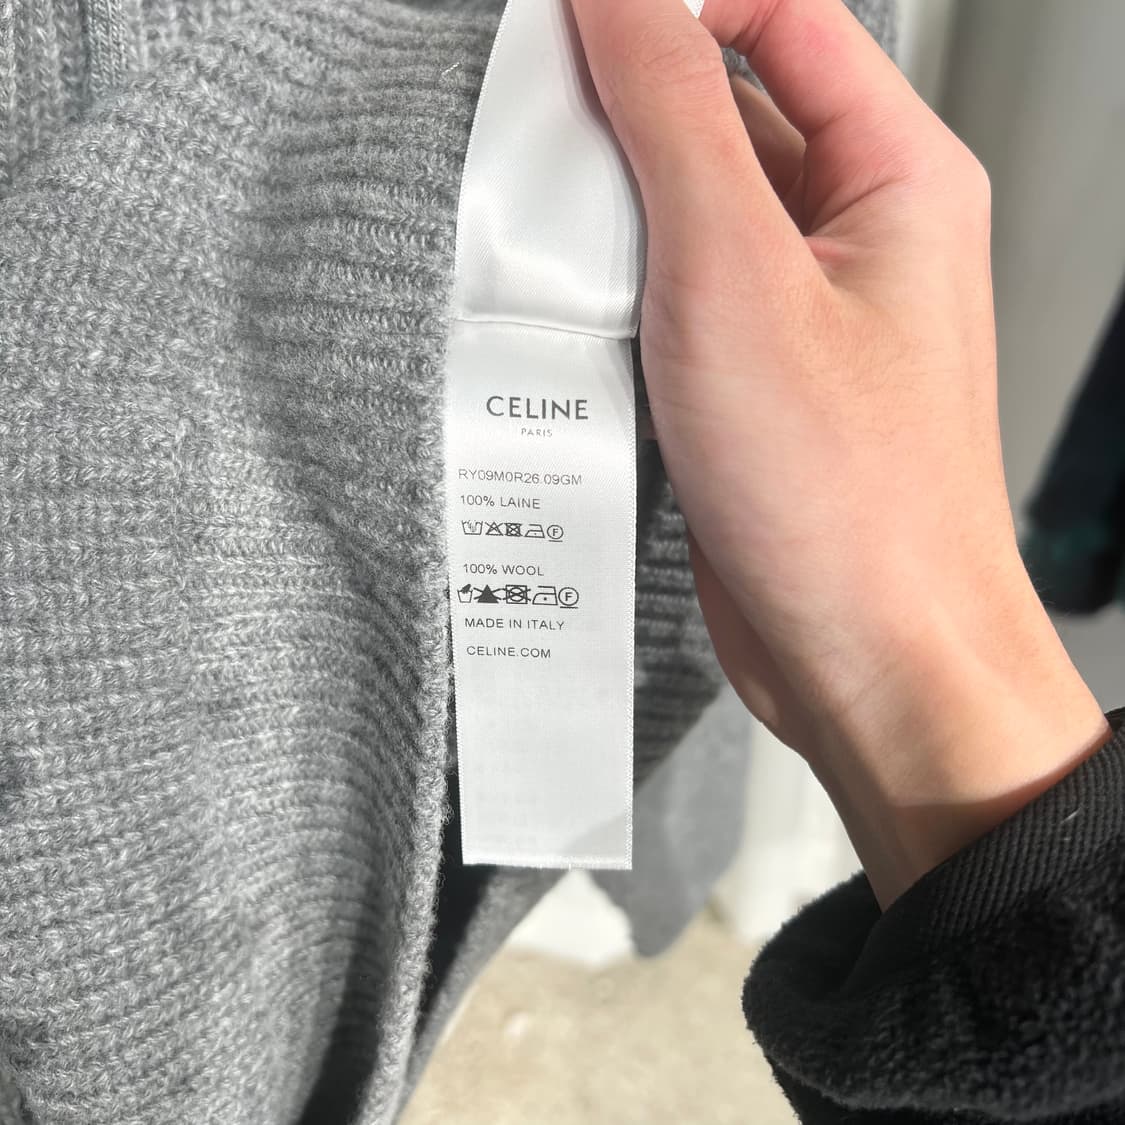 CELINE
PARIS
RY09M0R26.09GM
100% LAINE
100% WOOL
MADE IN ITALY
CELINE.COM